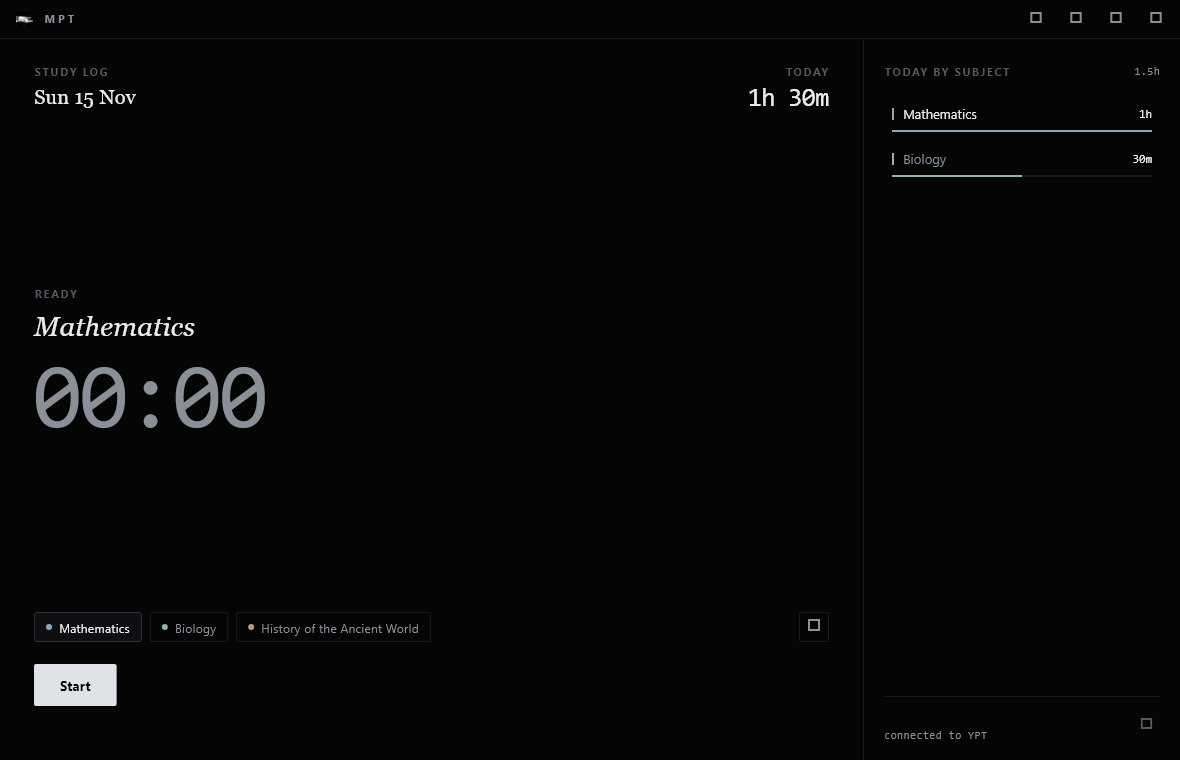 MPT
STUDY LOG
Sun 15 Nov
TODAY
1h 30m
READY
Mathematics
00:00
Mathematics
Biology
History of the Ancient World
Start
TODAY BY SUBJECT
1.5h
Mathematics
1h
Biology
30m
connected to YPT